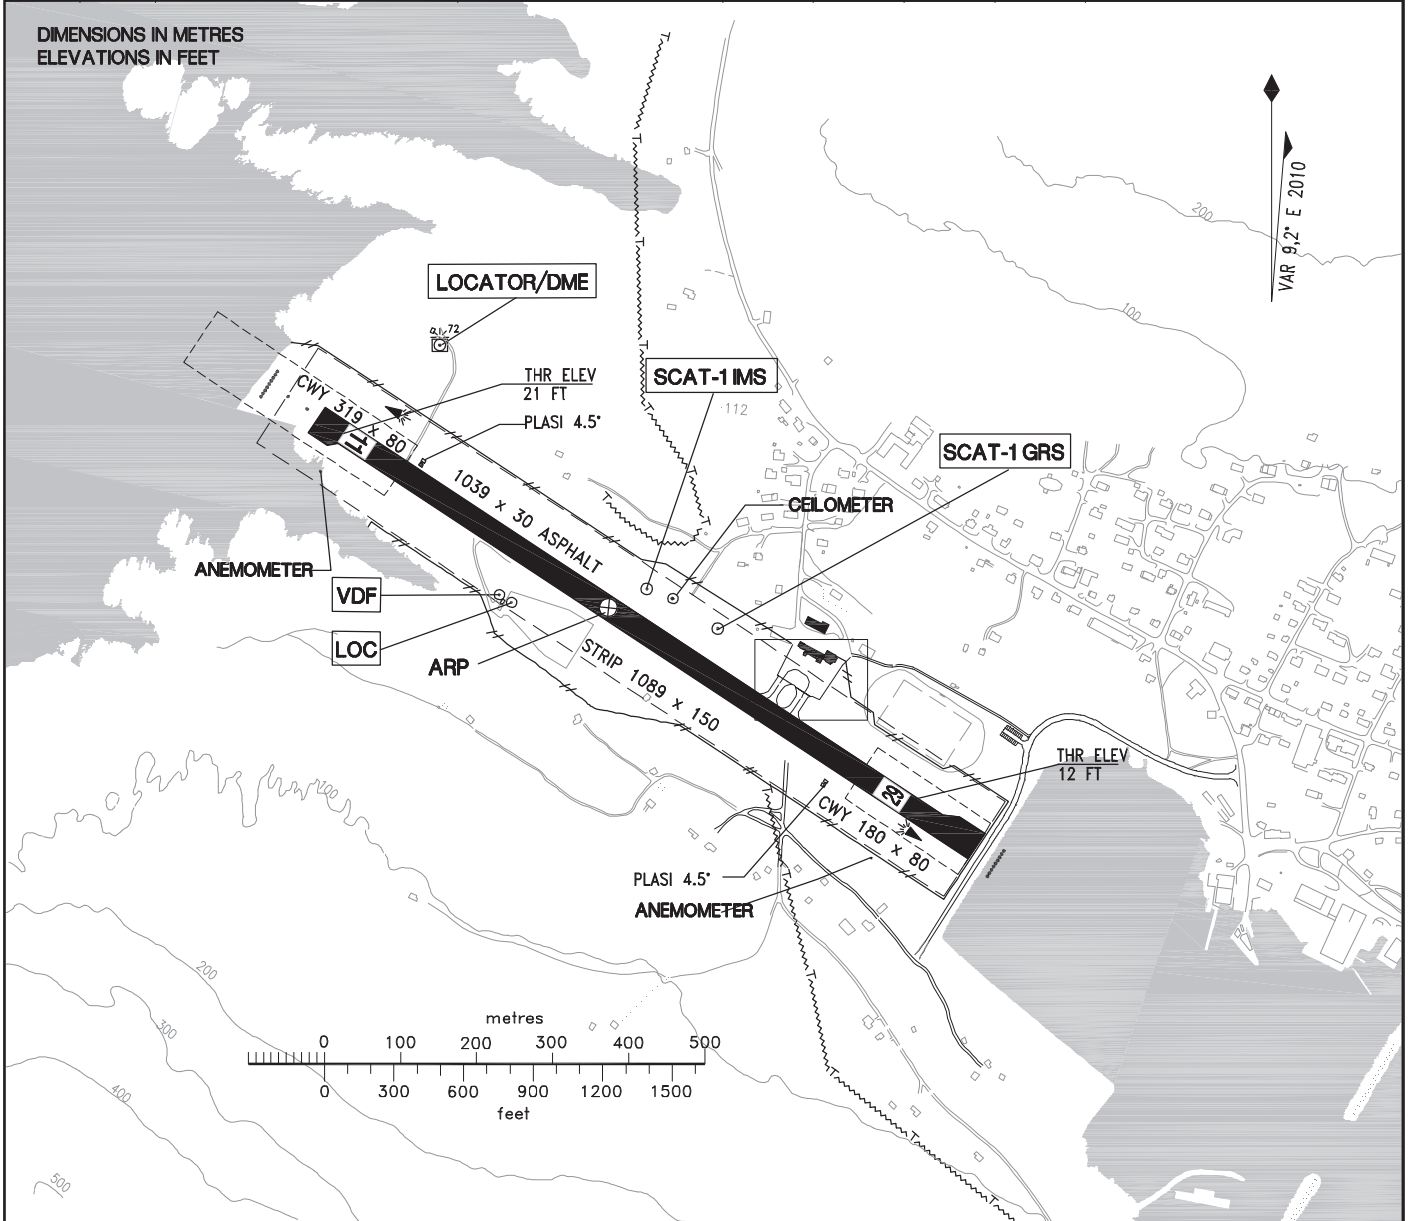 DIMENSIONS IN METRES
ELEVATIONS IN FEET
VAR 9,2° E 2010
200
100
LOCATOR/DME
72
THR ELEV
21 FT
PLASI 4.5°
SCAT-1 IMS
112
SCAT-1 GRS
CEILOMETER
CWY 319 x 80
11
1039 x 30 ASPHALT
ANEMOMETER
VDF
LOC
ARP
STRIP 1089 x 150
THR ELEV
12 FT
29
CWY 180 x 80
PLASI 4.5°
ANEMOMETER
100
200
300
400
500
metres
0 100 200 300 400 500
0 300 600 900 1200 1500
feet